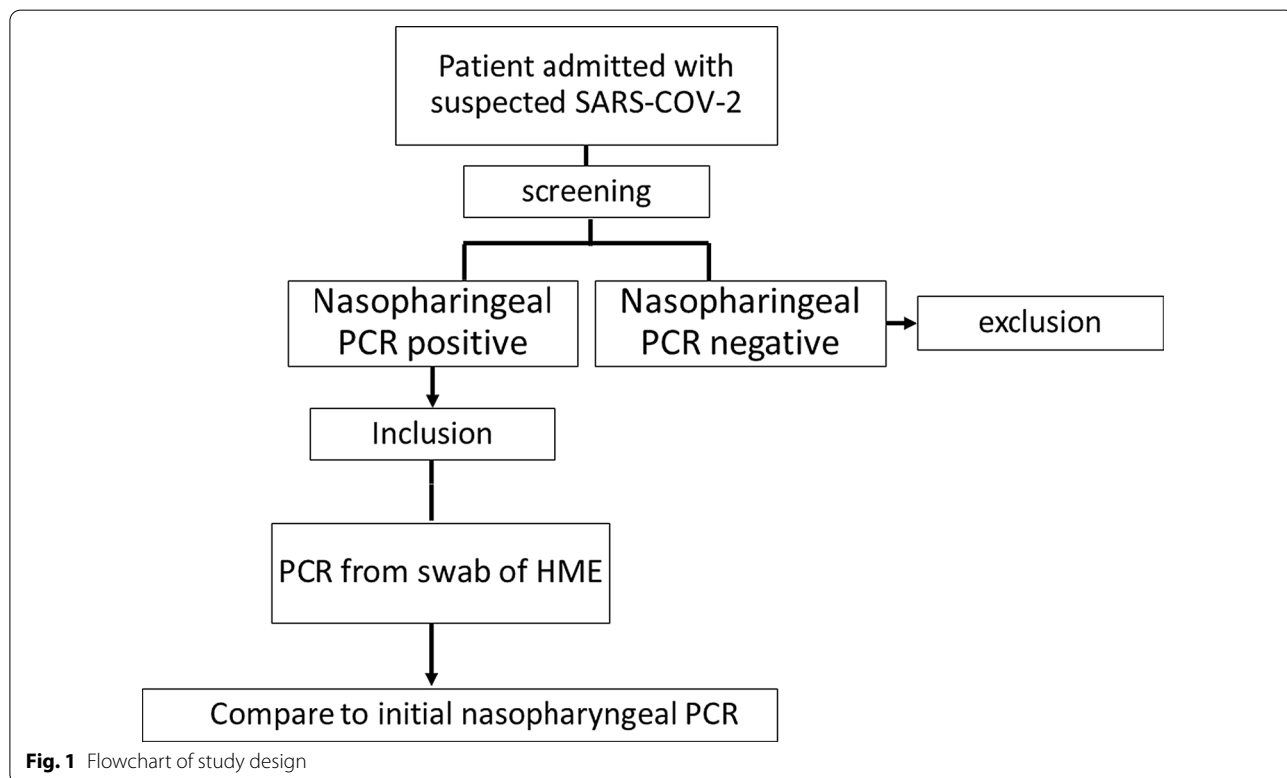 Patient admitted with
suspected SARS-COV-2
screening
Nasopharingeal
PCR positive
Nasopharingeal
PCR negative
exclusion
Inclusion
PCR from swab of HME
Compare to initial nasopharyngeal PCR
Fig. 1 Flowchart of study design